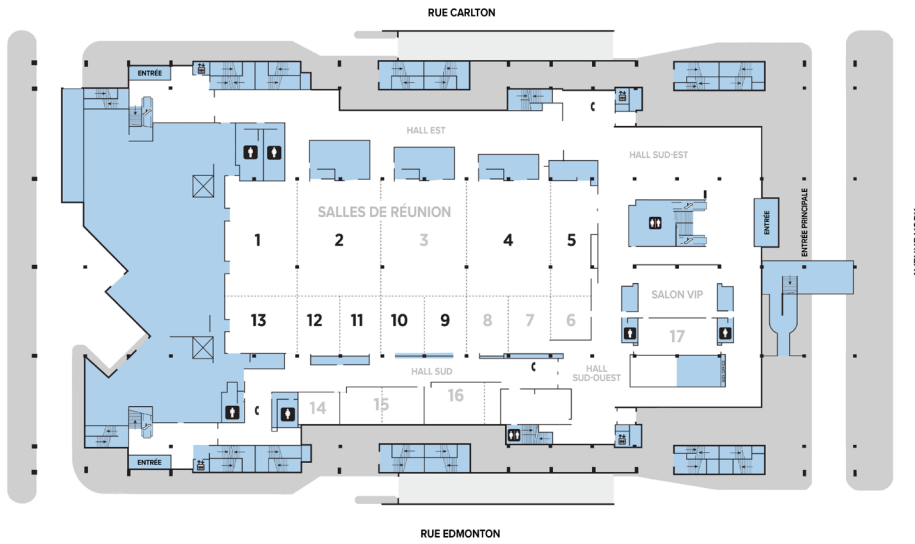 RUE CARLTON
ENTRÉE
HALL EST
HALL SUD-EST
SALLES DE RÉUNION
1
2
3
4
5
ENTRÉE
ENTRÉE PRINCIPALE
SALON VIP
13
12
11
10
9
8
7
6
17
HALL SUD
HALL
SUD-OUEST
14
15
16
ENTRÉE
RUE EDMONTON